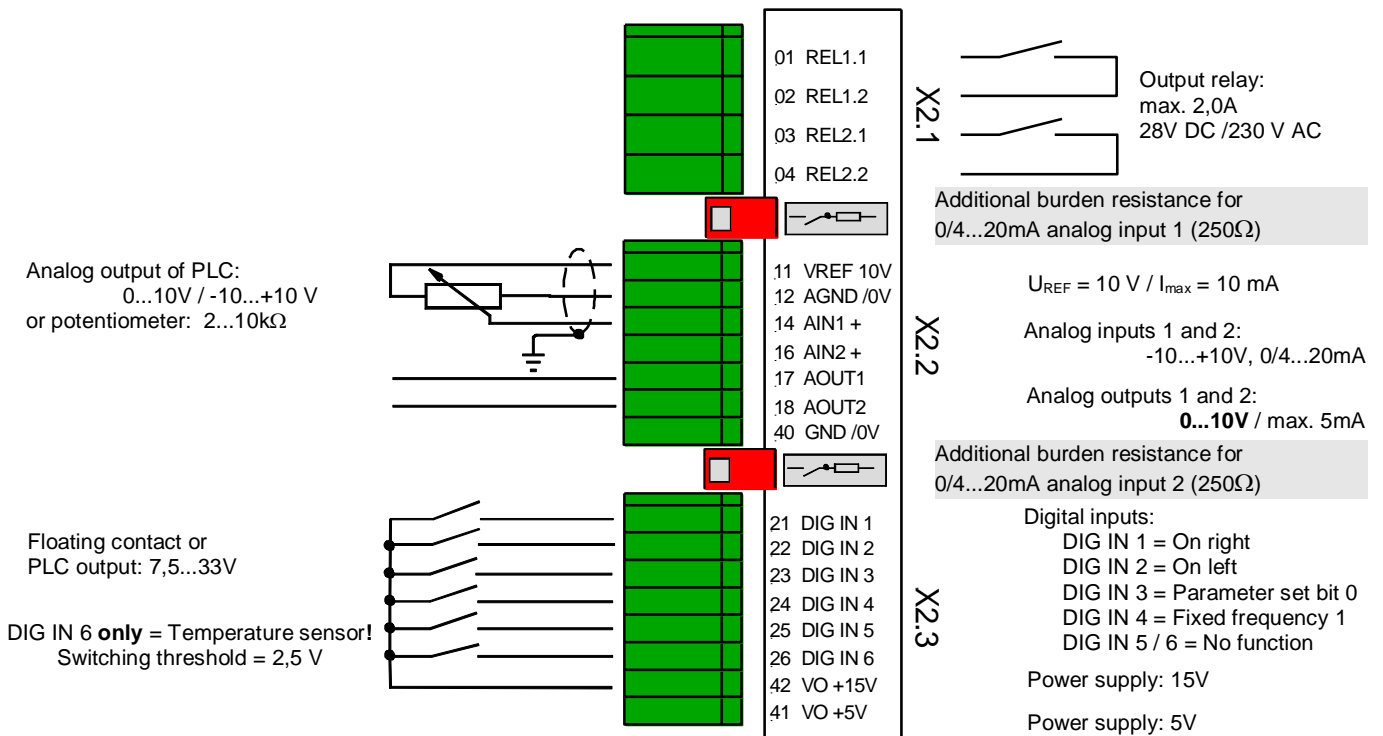 01 REL1.1
02 REL1.2
03 REL2.1
04 REL2.2
X2.1
Output relay:
max. 2,0A
28V DC /230 V AC
Additional burden resistance for
0/4...20mA analog input 1 (250Ω)
Analog output of PLC:
0...10V / -10...+10 V
or potentiometer: 2...10kΩ
11 VREF 10V
12 AGND /0V
14 AIN1 +
16 AIN2 +
17 AOUT1
18 AOUT2
40 GND /0V
X2.2
UREF = 10 V / Imax = 10 mA
Analog inputs 1 and 2:
-10...+10V, 0/4...20mA
Analog outputs 1 and 2:
0...10V / max. 5mA
Additional burden resistance for
0/4...20mA analog input 2 (250Ω)
Floating contact or
PLC output: 7,5...33V
DIG IN 6 only = Temperature sensor!
Switching threshold = 2,5 V
21 DIG IN 1
22 DIG IN 2
23 DIG IN 3
24 DIG IN 4
25 DIG IN 5
26 DIG IN 6
42 VO +15V
41 VO +5V
X2.3
Digital inputs:
DIG IN 1 = On right
DIG IN 2 = On left
DIG IN 3 = Parameter set bit 0
DIG IN 4 = Fixed frequency 1
DIG IN 5 / 6 = No function
Power supply: 15V
Power supply: 5V